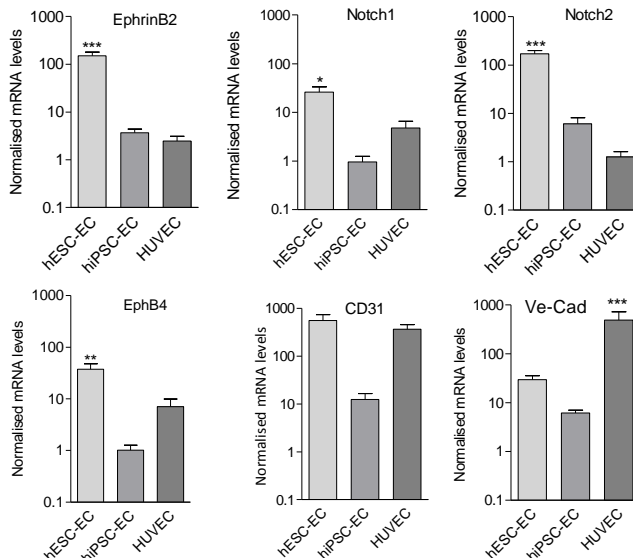 EphrinB2
Normalised mRNA levels
1000
100
10
1
0.1
***
hESC-EC
hiPSC-EC
HUVEC
Notch1
Normalised mRNA levels
1000
100
10
1
0.1
*
hESC-EC
hiPSC-EC
HUVEC
Notch2
Normalised mRNA levels
1000
100
10
1
0.1
***
hESC-EC
hiPSC-EC
HUVEC
EphB4
Normalised mRNA levels
1000
100
10
1
0.1
**
hESC-EC
hiPSC-EC
HUVEC
CD31
Normalised mRNA levels
1000
100
10
1
0.1
hESC-EC
hiPSC-EC
HUVEC
Ve-Cad
Normalised mRNA levels
1000
100
10
1
0.1
***
hESC-EC
hiPSC-EC
HUVEC